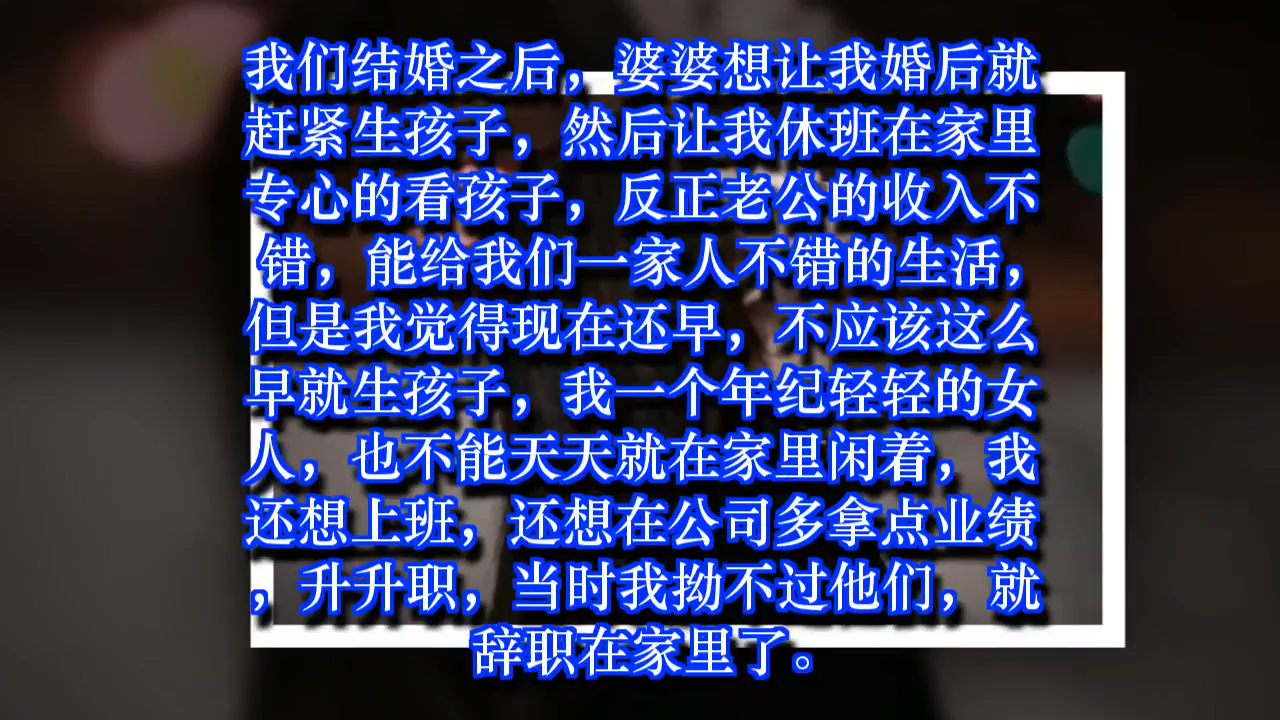 我们结婚之后，婆婆想让我婚后就
赶紧生孩子，然后让我休班在家里
专心的看孩子，反正老公的收入不
错，能给我们一家人不错的生活，
但是我觉得现在还早，不应该这么
早就生孩子，我一个年纪轻轻的女
人，也不能天天就在家里闲着，我
还想上班，还想在公司多拿点业绩
，升升职，当时我拗不过他们，就
辞职在家里了。